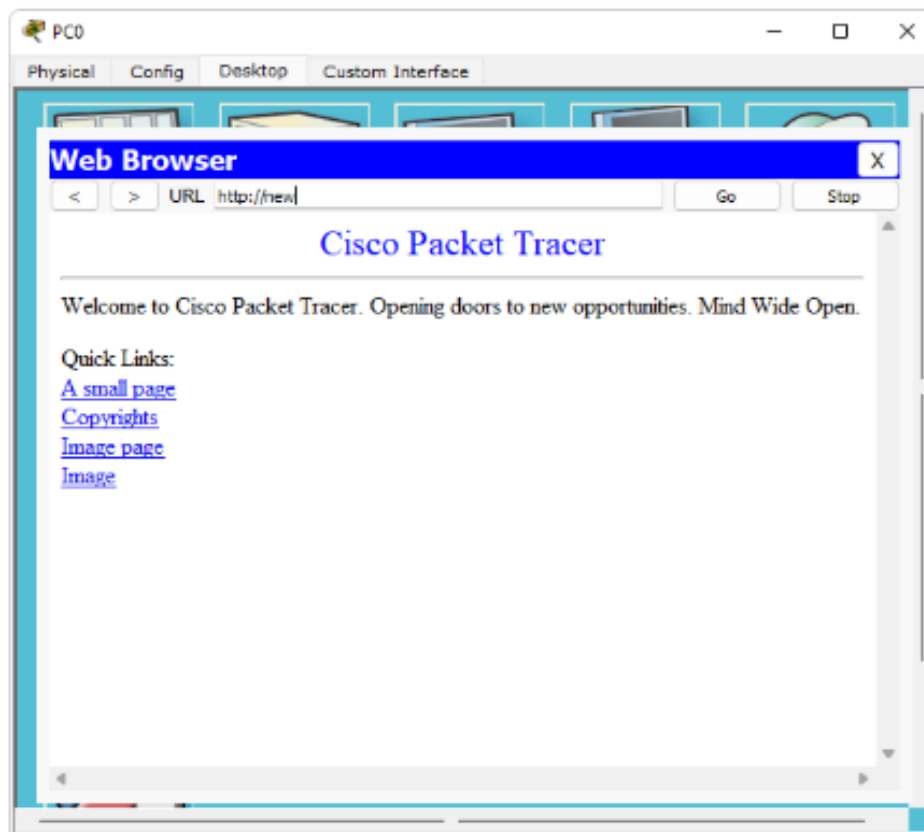 PC0
Physical Config Desktop Custom Interface
Web Browser X
< > URL http://new Go Stop
Cisco Packet Tracer
Welcome to Cisco Packet Tracer. Opening doors to new opportunities. Mind Wide Open.
Quick Links:
A small page
Copyrights
Image page
Image